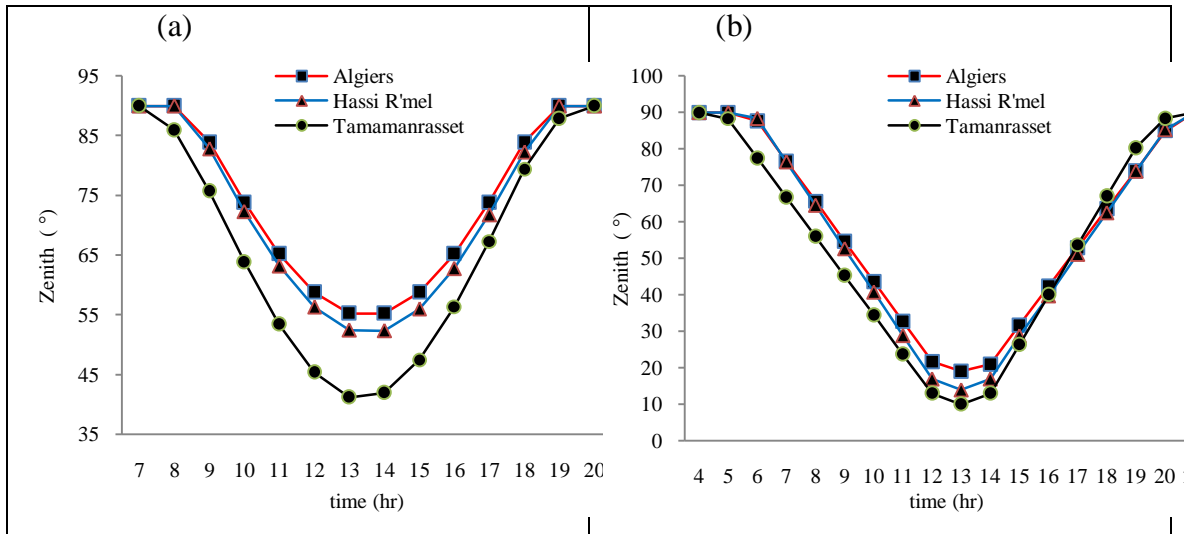 (a)
95
85
75
65
55
45
35
Zenith ( °)
Algiers
Hassi R'mel
Tamamanrasset
7 8 9 10 11 12 13 14 15 16 17 18 19 20
time (hr)
(b)
100
90
80
70
60
50
40
30
20
10
0
Zenith ( °)
Algiers
Hassi R'mel
Tamanrasset
4 5 6 7 8 9 10 11 12 13 14 15 16 17 18 19 20
time (hr)